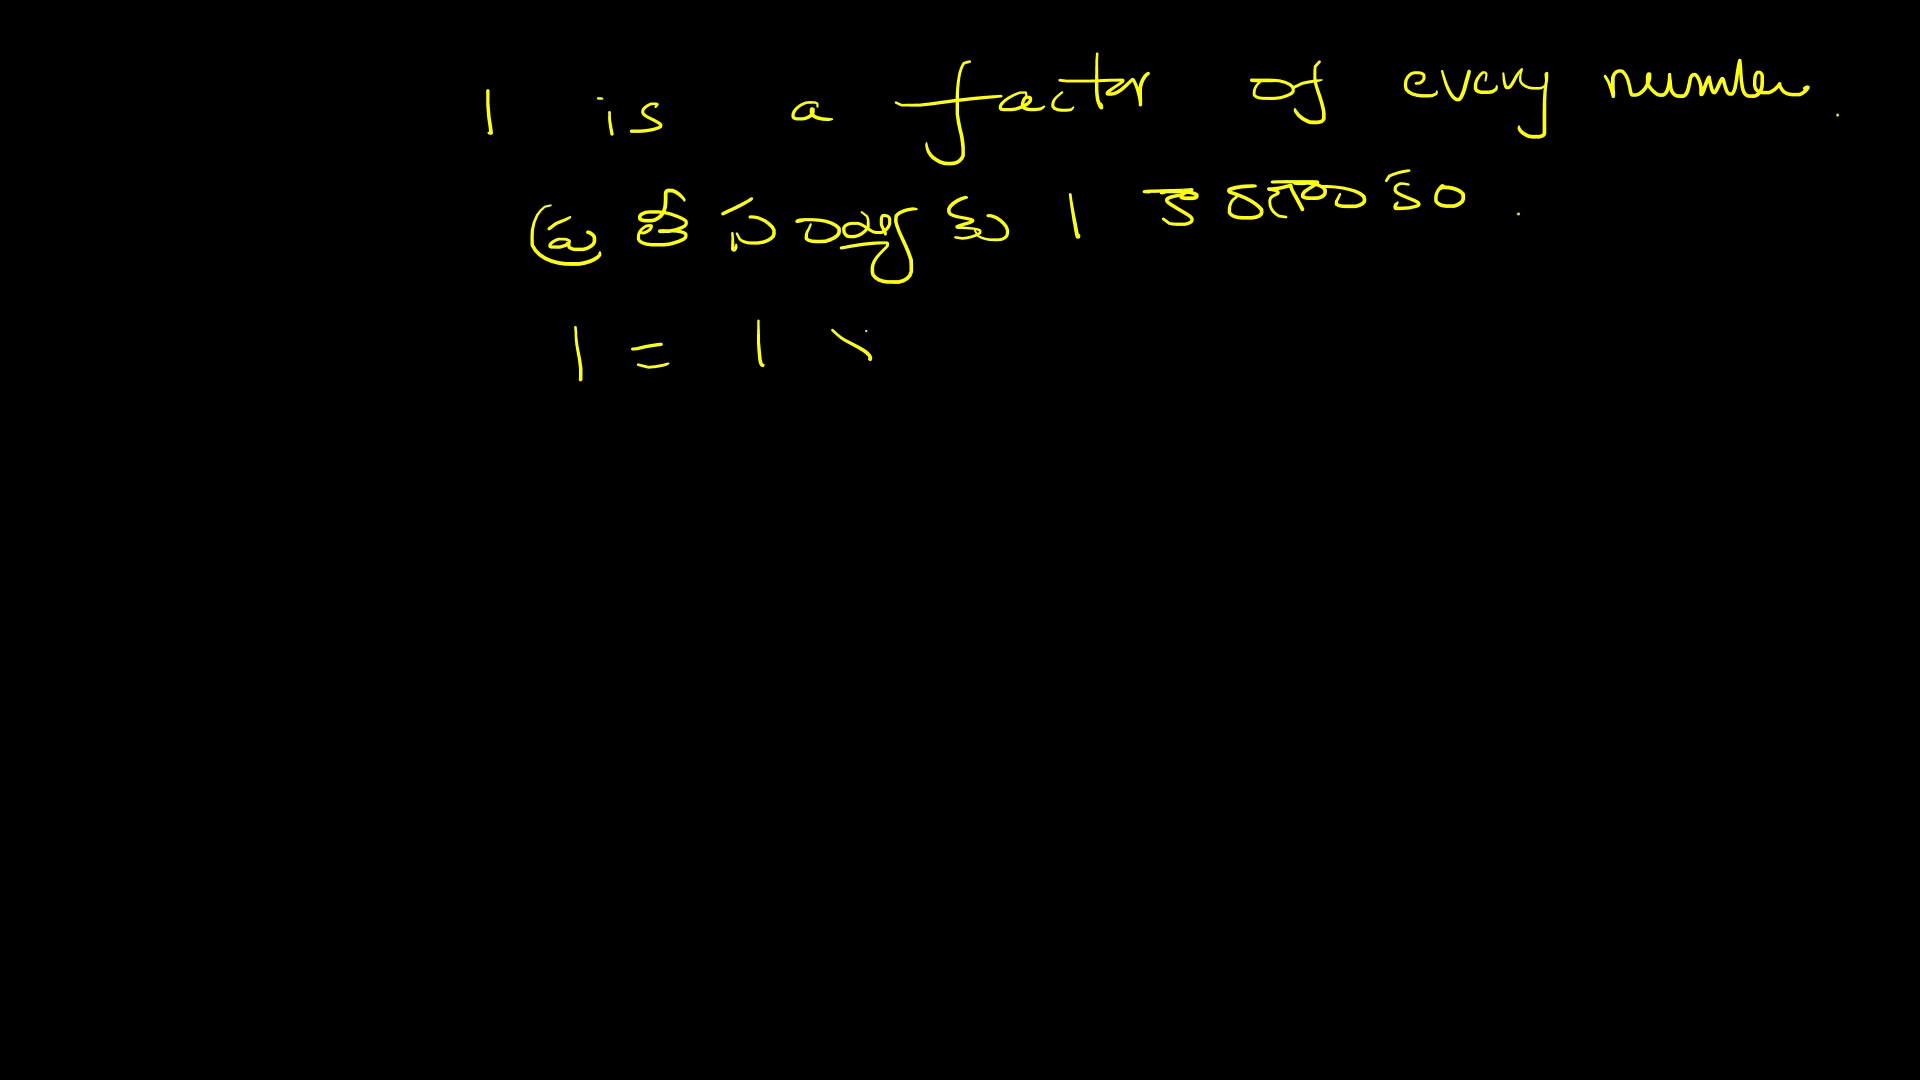 1 is a factor of every number.
ప్రతి సంఖ్యకు 1 కారణాంకం.
1 = 1 ×